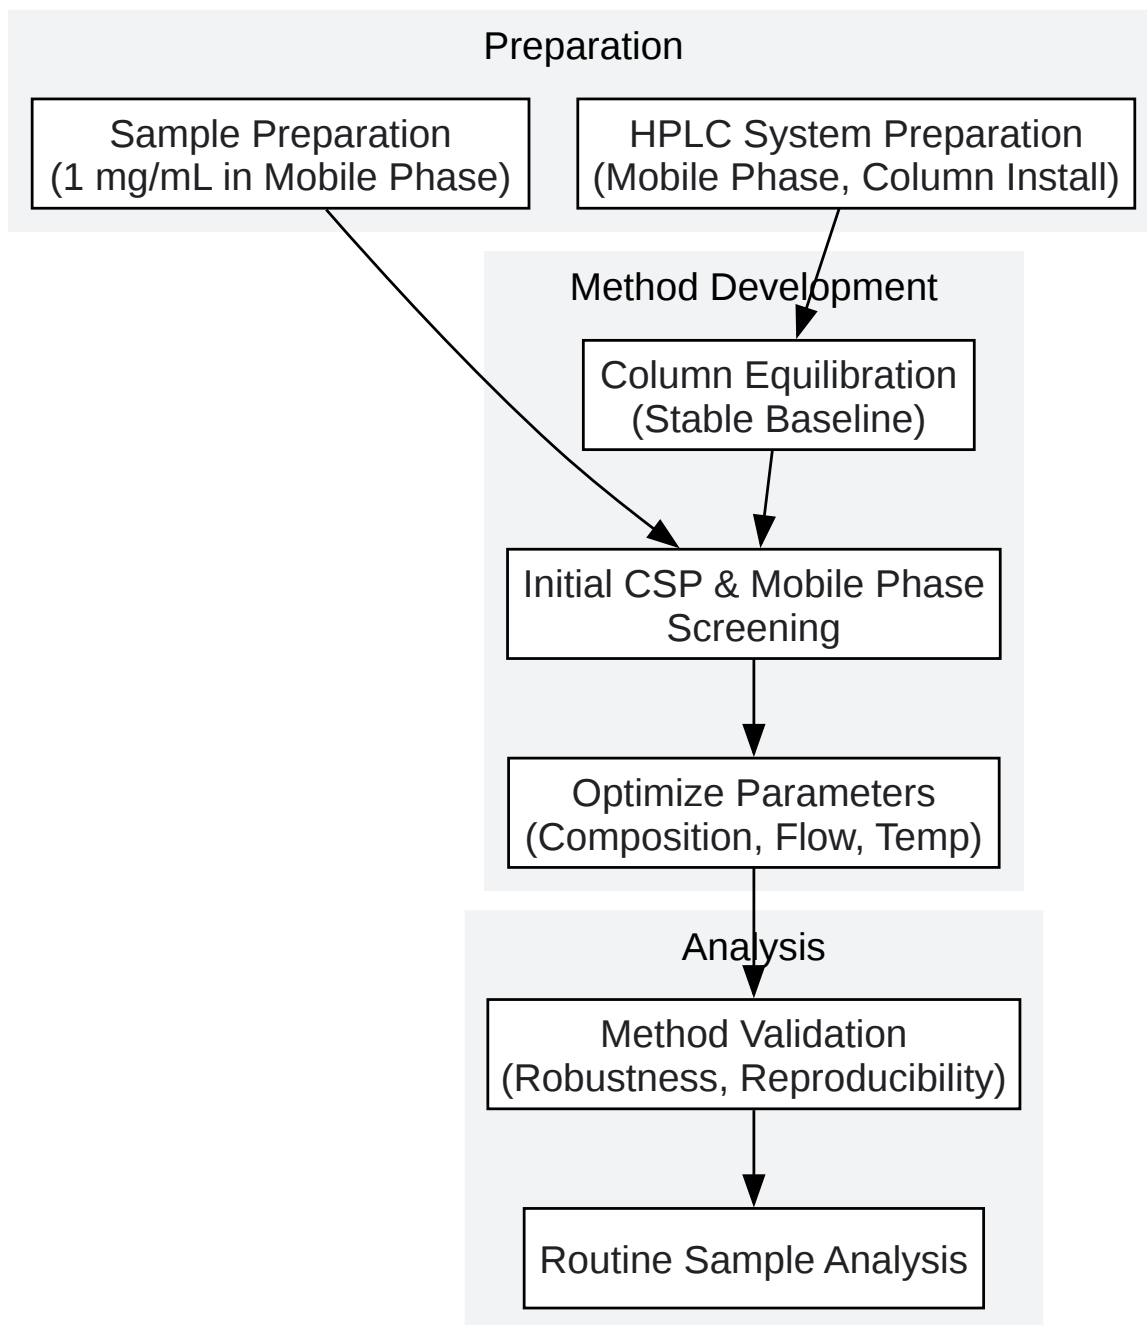 Preparation
Sample Preparation
(1 mg/mL in Mobile Phase)
HPLC System Preparation
(Mobile Phase, Column Install)
Method Development
Column Equilibration
(Stable Baseline)
Initial CSP & Mobile Phase
Screening
Optimize Parameters
(Composition, Flow, Temp)
Analysis
Method Validation
(Robustness, Reproducibility)
Routine Sample Analysis